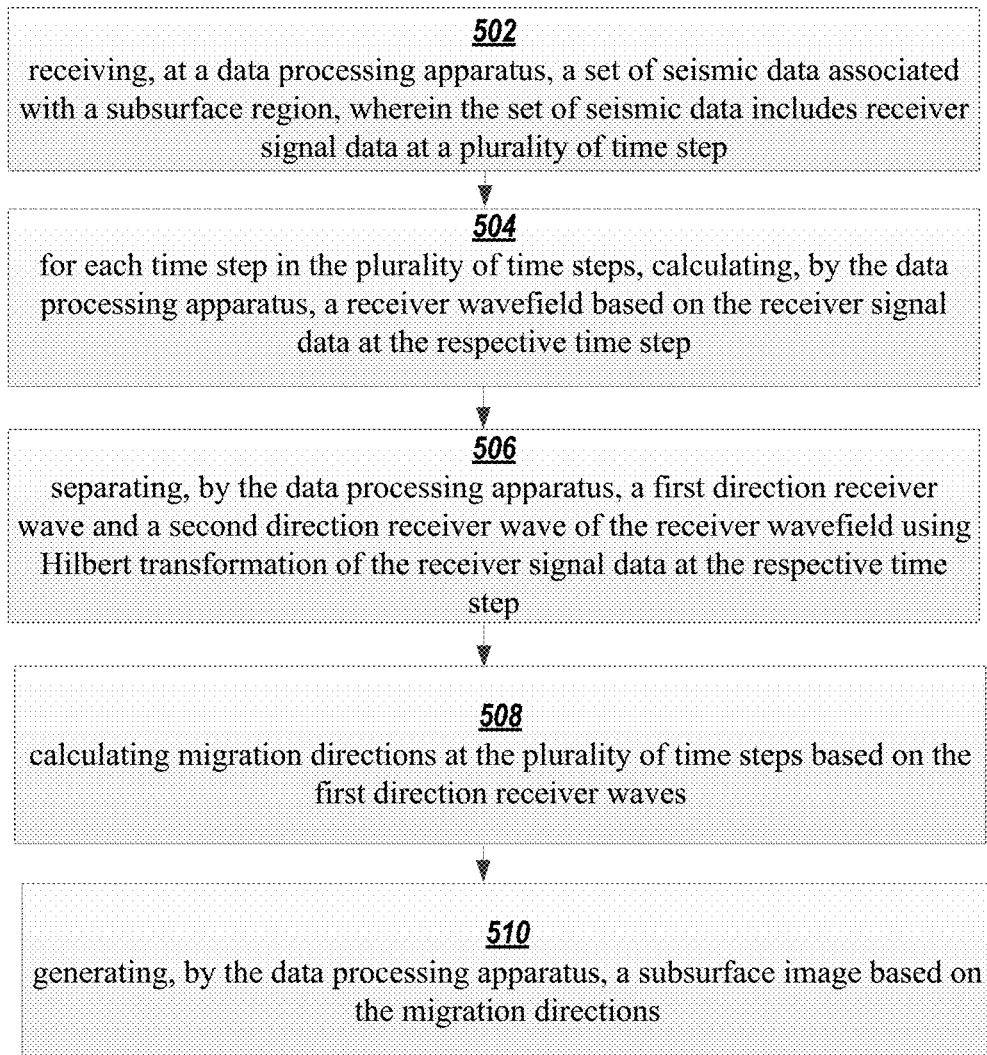 502
receiving, at a data processing apparatus, a set of seismic data associated
with a subsurface region, wherein the set of seismic data includes receiver
signal data at a plurality of time step
504
for each time step in the plurality of time steps, calculating, by the data
processing apparatus, a receiver wavefield based on the receiver signal
data at the respective time step
506
separating, by the data processing apparatus, a first direction receiver
wave and a second direction receiver wave of the receiver wavefield using
Hilbert transformation of the receiver signal data at the respective time
step
508
calculating migration directions at the plurality of time steps based on the
first direction receiver waves
510
generating, by the data processing apparatus, a subsurface image based on
the migration directions